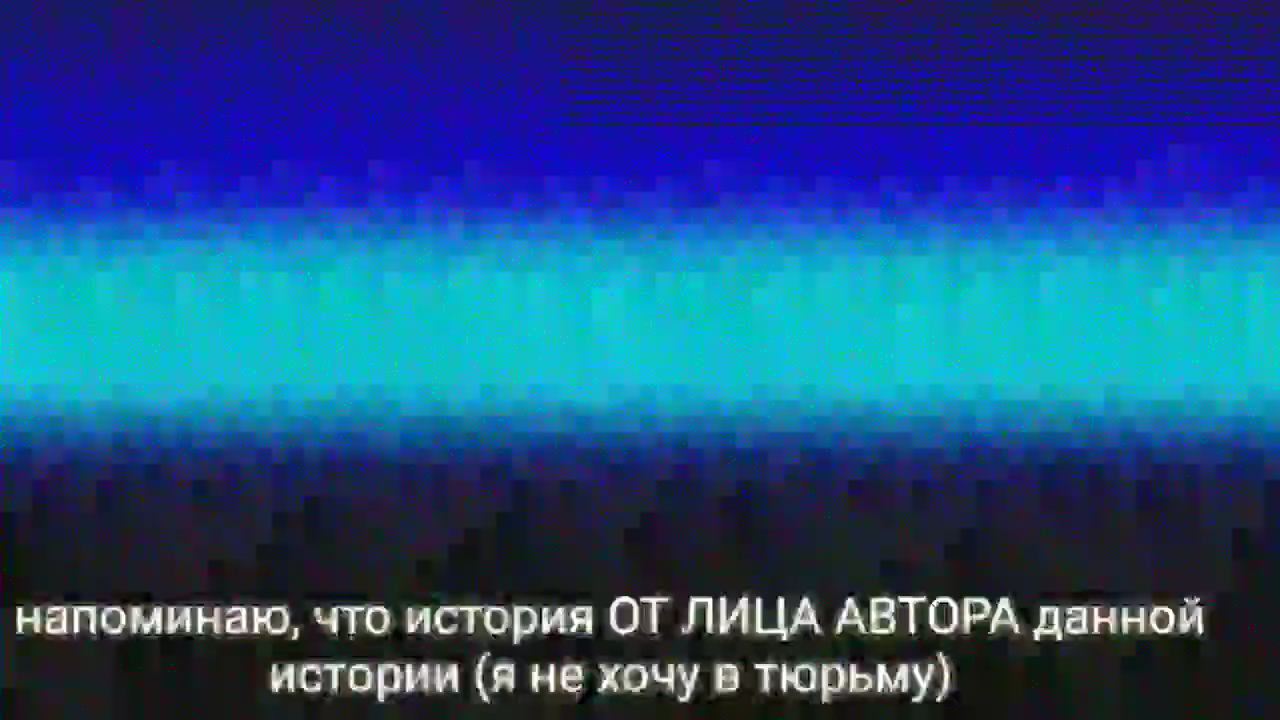 напоминаю, что история ОТ ЛИЦА АВТОРА данной
истории (я не хочу в тюрьму)